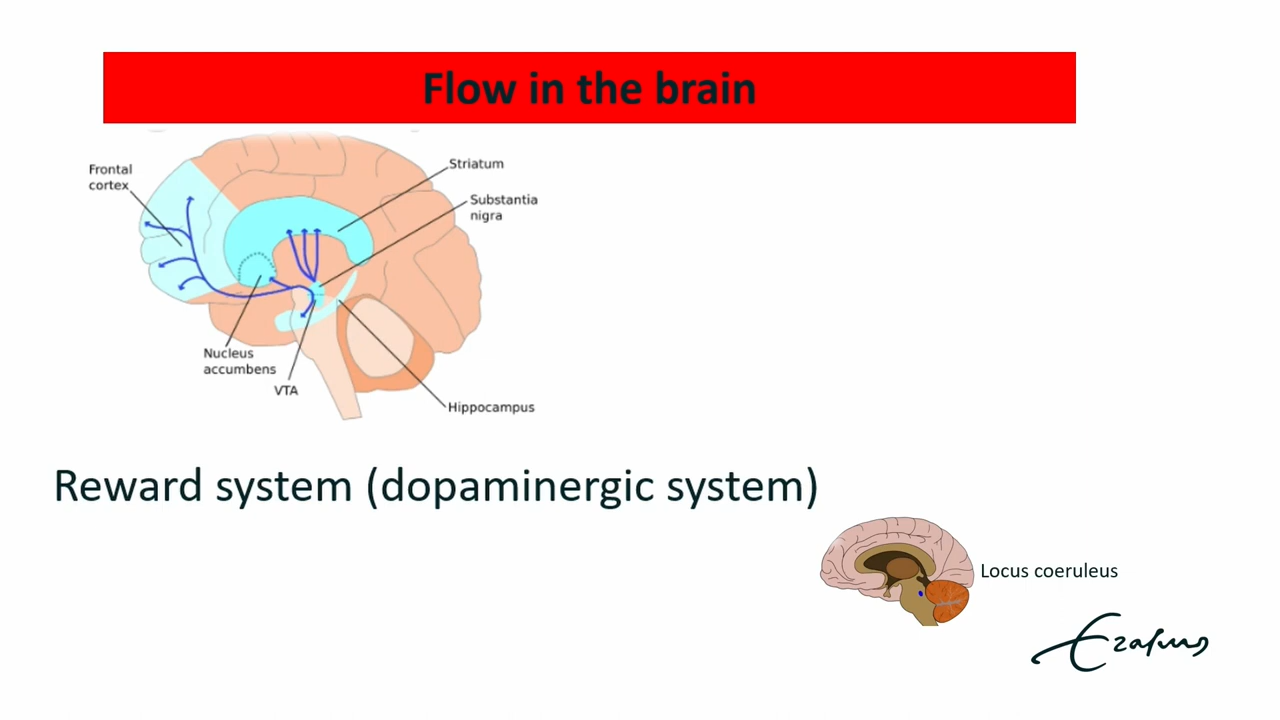 Flow in the brain
Frontal
cortex
Striatum
Substantia
nigra
Nucleus
accumbens
VTA
Hippocampus
Reward system (dopaminergic system)
Locus coeruleus
Erasmus